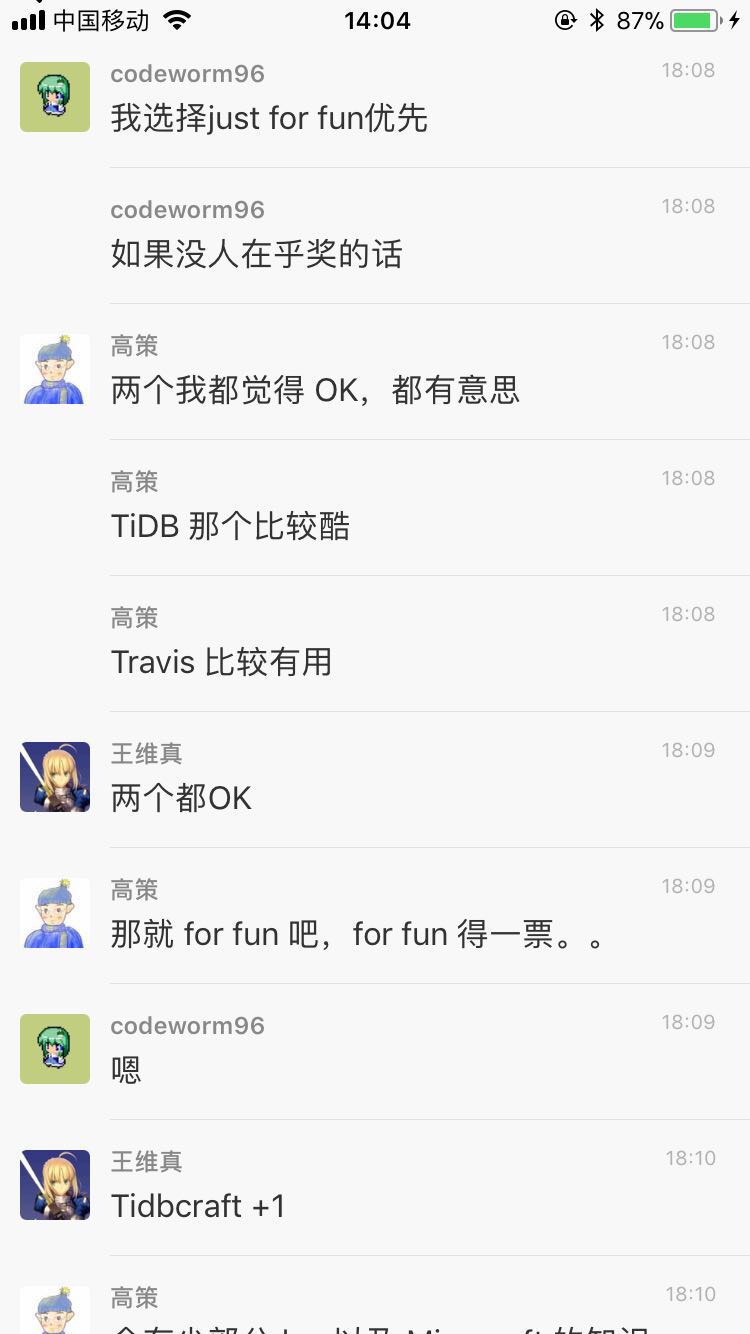 中国移动 14:04 87%
codeworm96 18:08
我选择just for fun优先
codeworm96 18:08
如果没人在乎奖的话
高策 18:08
两个我都觉得 OK，都有意思
高策 18:08
TiDB 那个比较酷
高策 18:08
Travis 比较有用
王维真 18:09
两个都OK
高策 18:09
那就 for fun 吧，for fun 得一票。。
codeworm96 18:09
嗯
王维真 18:10
Tidbcraft +1
高策 18:10